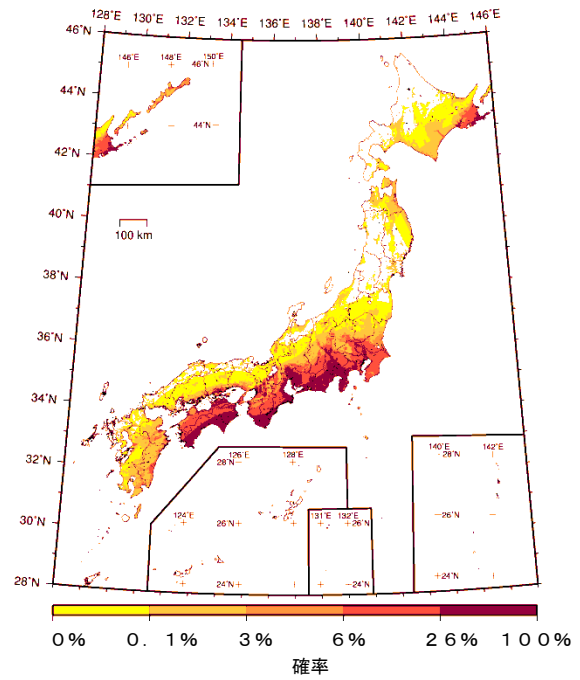 128˚E 130˚E 132˚E 134˚E 136˚E 138˚E 140˚E 142˚E 144˚E 146˚E
46˚N
146˚E 148˚E 150˚E
46˚N
44˚N
44˚N
42˚N
40˚N
100 km
38˚N
36˚N
34˚N
32˚N
126˚E 128˚E
28˚N
140˚E 142˚E
28˚N
30˚N
124˚E
26˚N
131˚E 132˚E
26˚N
26˚N
28˚N
24˚N
24˚N
24˚N
0% 0. 1% 3% 6% 26% 100%
確率